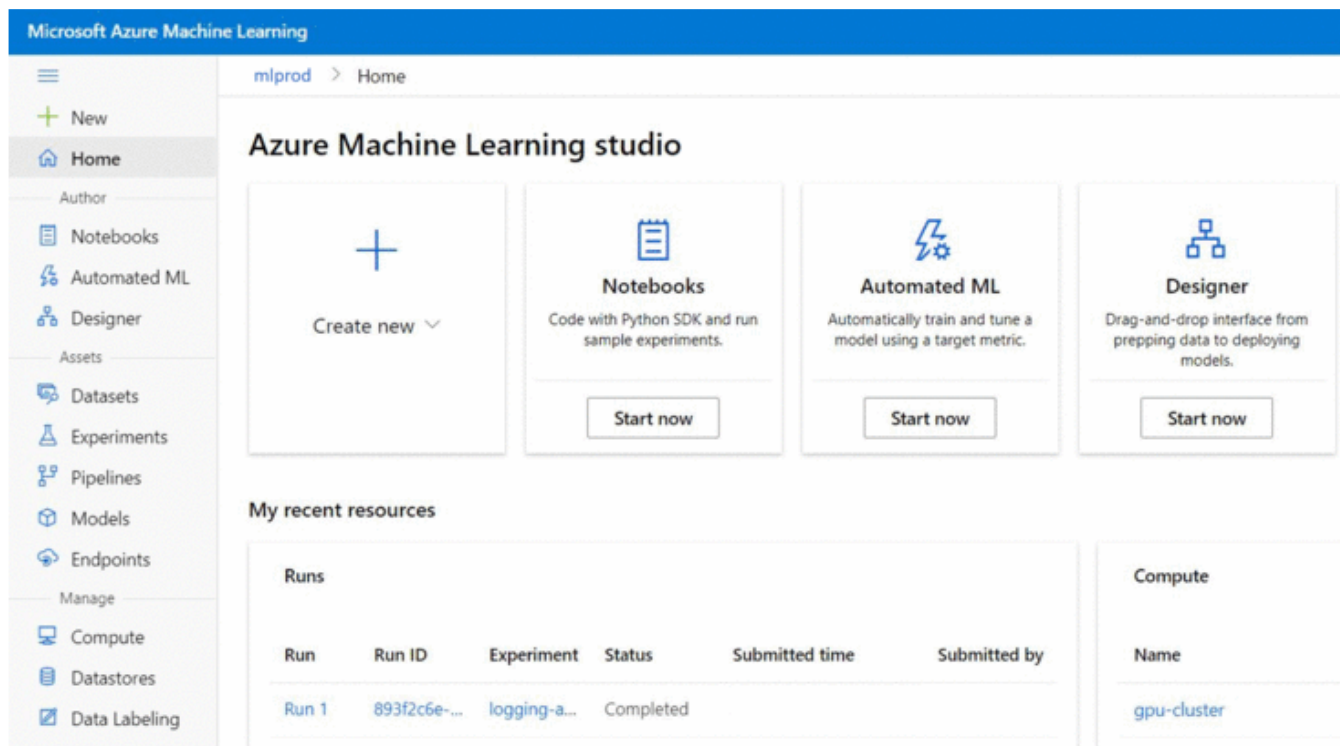 Microsoft Azure Machine Learning
mlprod > Home
New
Home
Author
Notebooks
Automated ML
Designer
Assets
Datasets
Experiments
Pipelines
Models
Endpoints
Manage
Compute
Datastores
Data Labeling
Azure Machine Learning studio
Create new
Notebooks
Code with Python SDK and run
sample experiments.
Start now
Automated ML
Automatically train and tune a
model using a target metric.
Start now
Designer
Drag-and-drop interface from
prepping data to deploying
models.
Start now
My recent resources
Runs
Run Run ID Experiment Status Submitted time Submitted by
Run 1 893f2c6e-... logging-a... Completed
Compute
Name
gpu-cluster